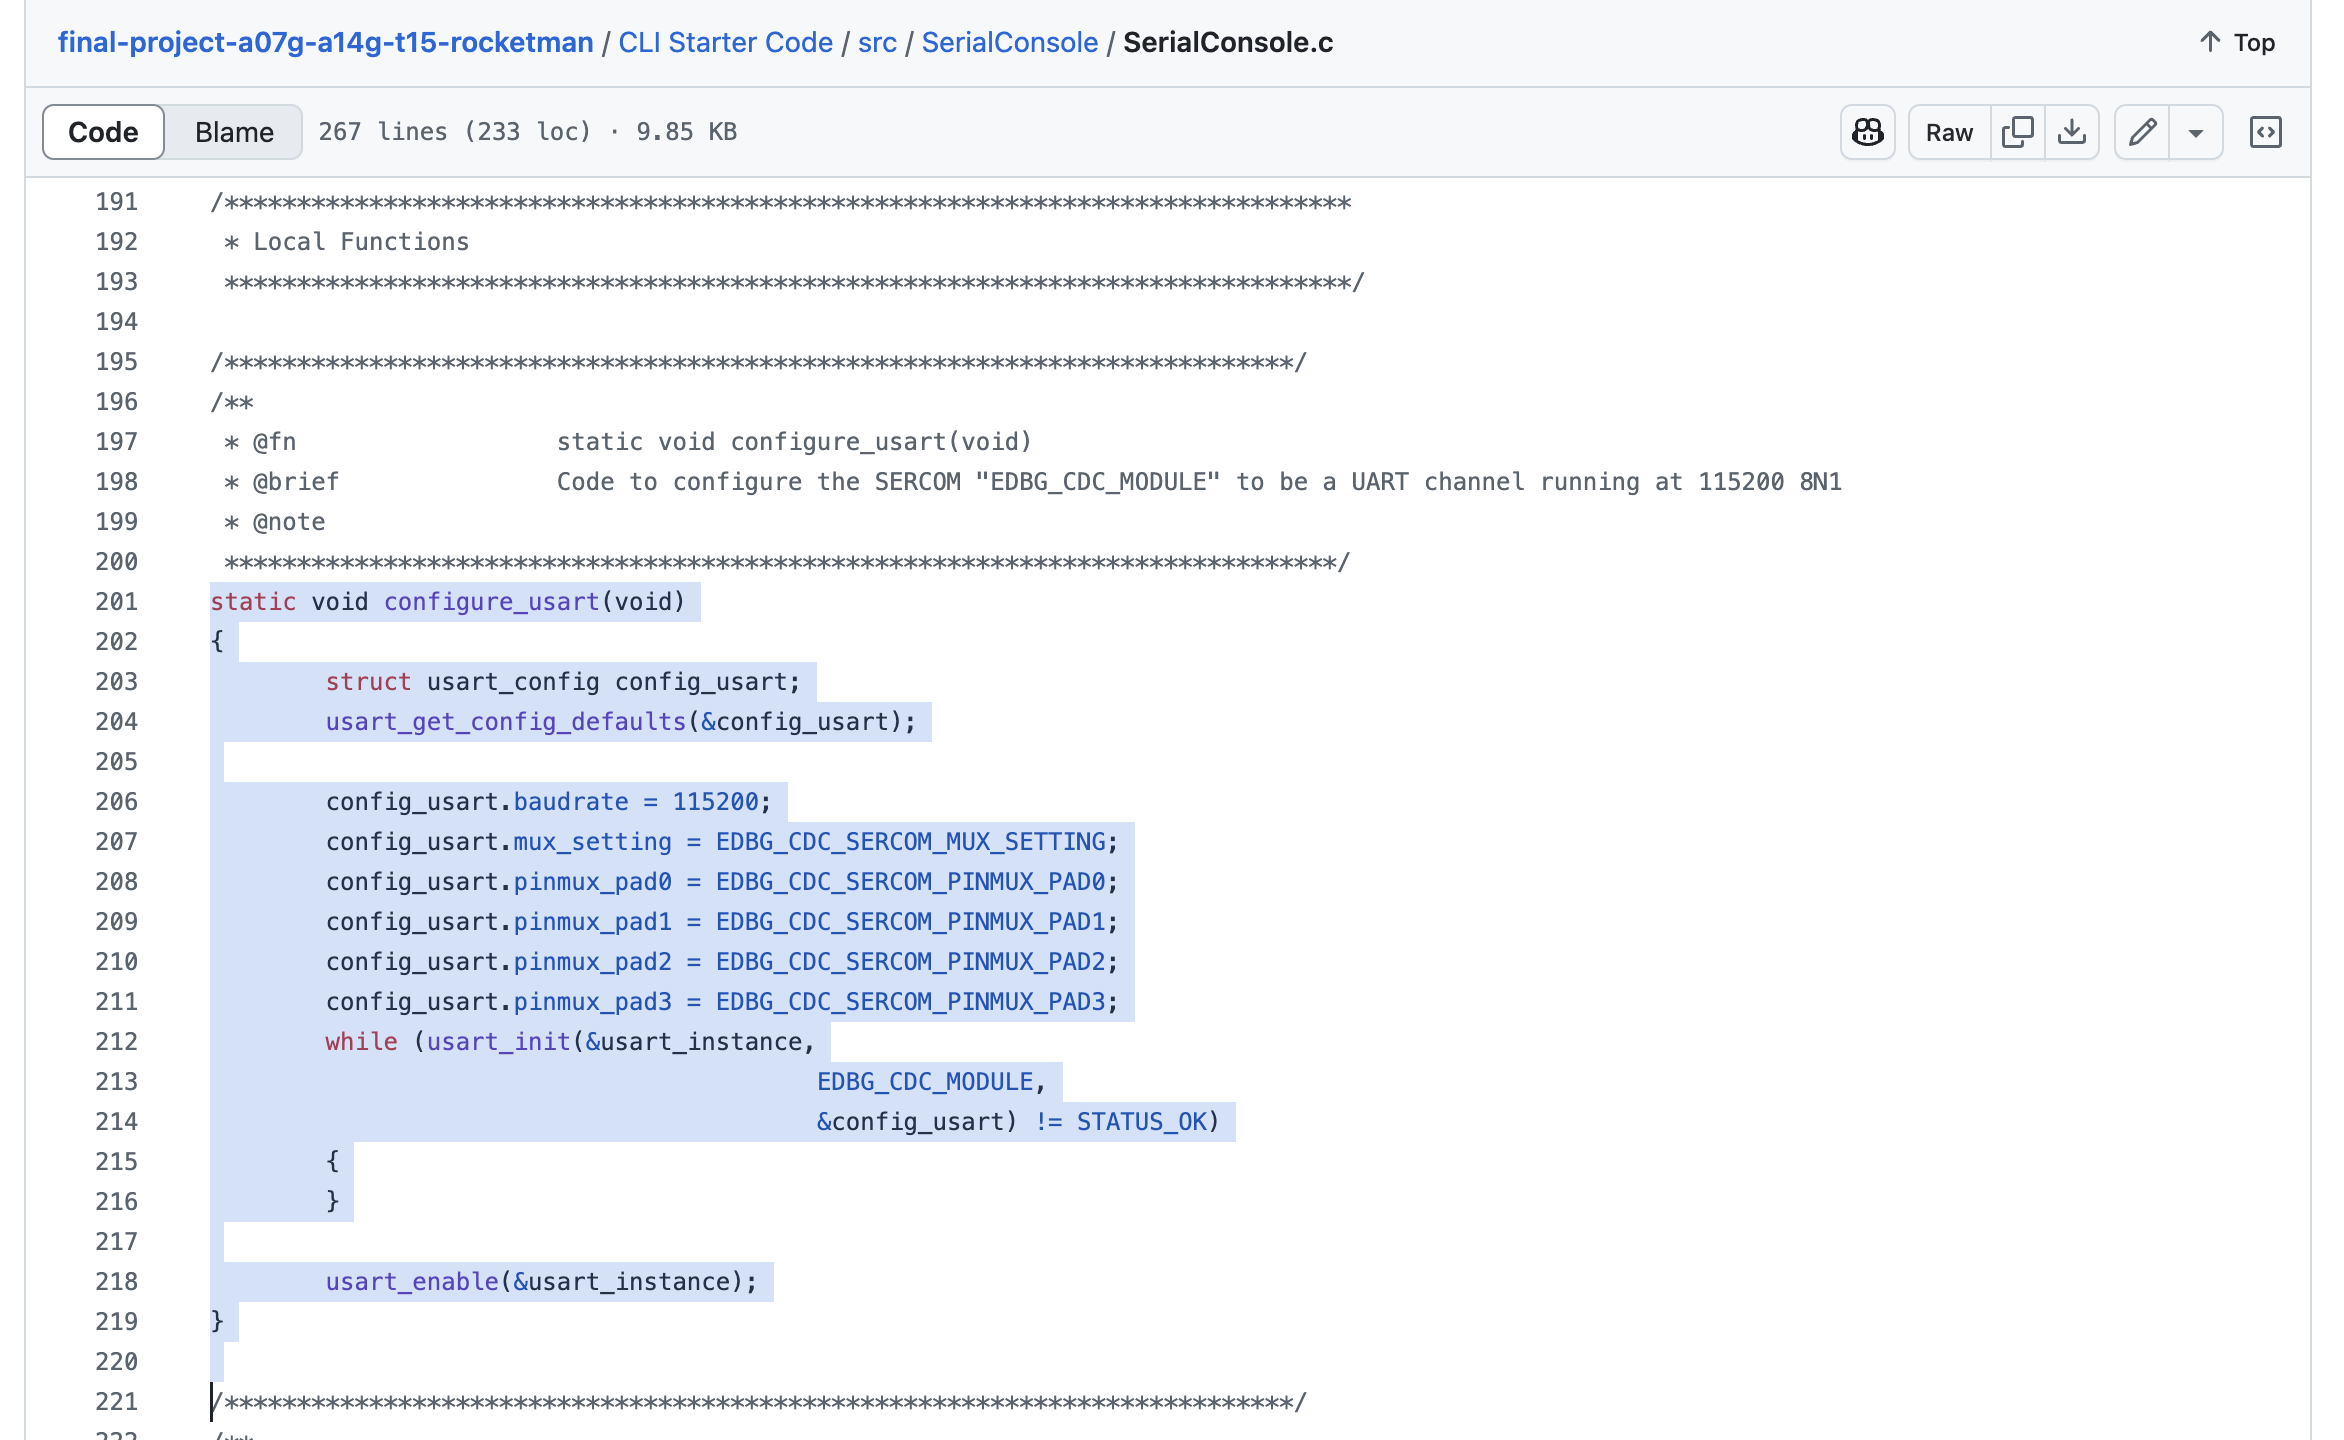 final-project-a07g-a14g-t15-rocketman / CLI Starter Code / src / SerialConsole / SerialConsole.c
Top
Code Blame 267 lines (233 loc) · 9.85 KB
Raw
191 /******************************************************************************
192  * Local Functions
193  ******************************************************************************/
194
195 /**************************************************************************/
196 /**
197  * @fn			static void configure_usart(void)
198  * @brief		Code to configure the SERCOM "EDBG_CDC_MODULE" to be a UART channel running at 115200 8N1
199  * @note
200  *****************************************************************************/
201 static void configure_usart(void)
202 {
203 	struct usart_config config_usart;
204 	usart_get_config_defaults(&config_usart);
205
206 	config_usart.baudrate = 115200;
207 	config_usart.mux_setting = EDBG_CDC_SERCOM_MUX_SETTING;
208 	config_usart.pinmux_pad0 = EDBG_CDC_SERCOM_PINMUX_PAD0;
209 	config_usart.pinmux_pad1 = EDBG_CDC_SERCOM_PINMUX_PAD1;
210 	config_usart.pinmux_pad2 = EDBG_CDC_SERCOM_PINMUX_PAD2;
211 	config_usart.pinmux_pad3 = EDBG_CDC_SERCOM_PINMUX_PAD3;
212 	while (usart_init(&usart_instance,
213 					  EDBG_CDC_MODULE,
214 					  &config_usart) != STATUS_OK)
215 	{
216 	}
217
218 	usart_enable(&usart_instance);
219 }
220
221 /**************************************************************************/
222 /**